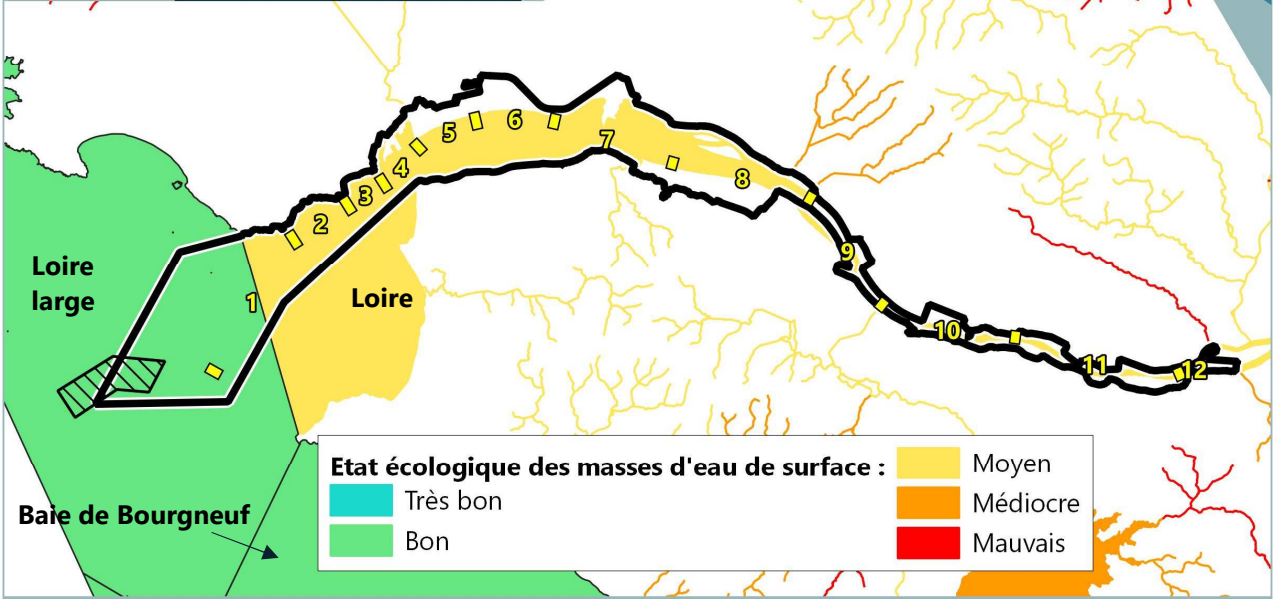 Loire
large
Loire
Baie de Bourgneuf
1
2
3
4
5
6
7
8
9
10
11
12
Etat écologique des masses d'eau de surface :
Très bon
Bon
Moyen
Médiocre
Mauvais